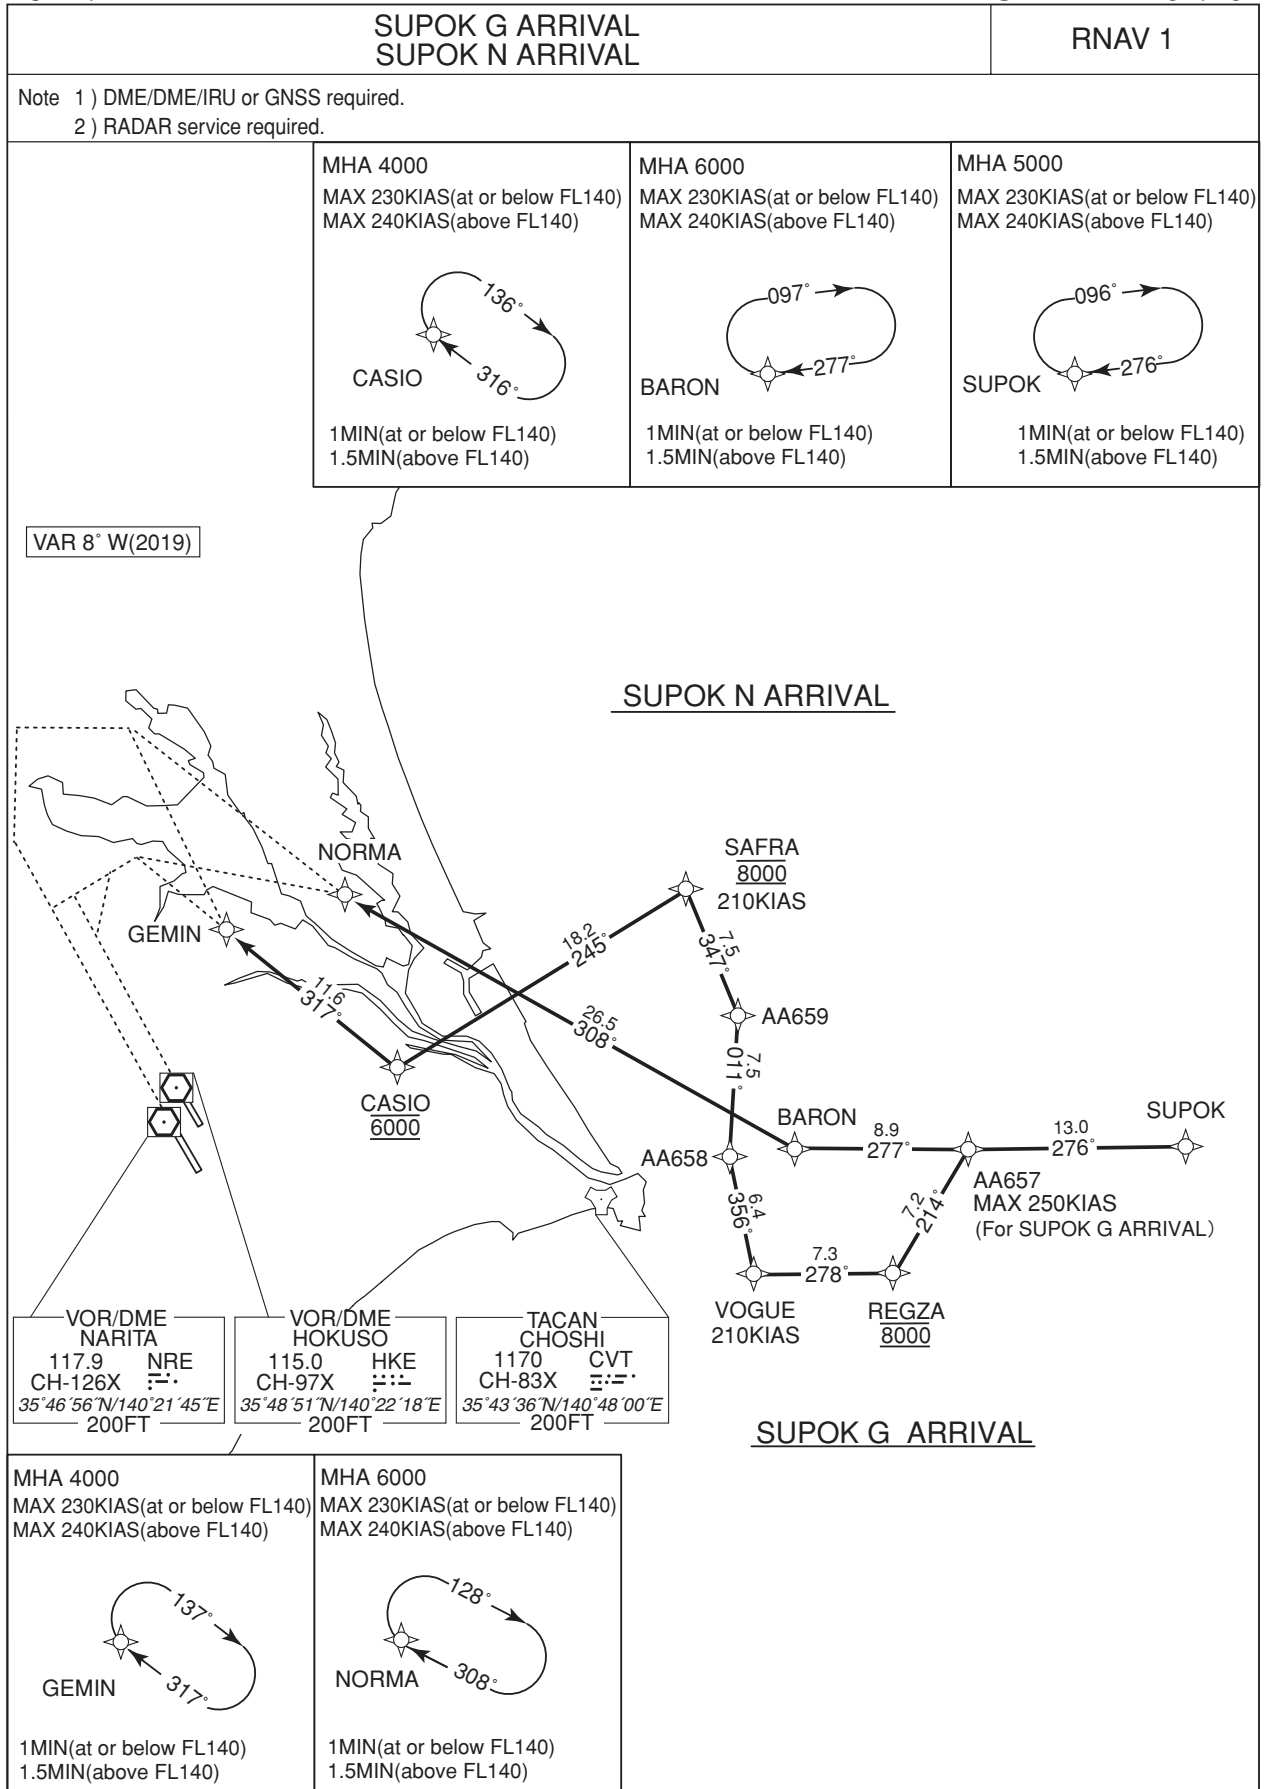 SUPOK G ARRIVAL
SUPOK N ARRIVAL
RNAV 1
Note 1 ) DME/DME/IRU or GNSS required.
2 ) RADAR service required.
MHA 4000
MAX 230KIAS(at or below FL140)
MAX 240KIAS(above FL140)
136°
316°
CASIO
1MIN(at or below FL140)
1.5MIN(above FL140)
MHA 6000
MAX 230KIAS(at or below FL140)
MAX 240KIAS(above FL140)
097°
277°
BARON
1MIN(at or below FL140)
1.5MIN(above FL140)
MHA 5000
MAX 230KIAS(at or below FL140)
MAX 240KIAS(above FL140)
096°
276°
SUPOK
1MIN(at or below FL140)
1.5MIN(above FL140)
VAR 8° W(2019)
SUPOK N ARRIVAL
NORMA
SAFRA
8000
210KIAS
GEMIN
18.2
245°
7.5
347°
11.6
317°
AA659
26.5
308°
7.5
011°
CASIO
6000
BARON
SUPOK
8.9
277°
13.0
276°
AA658
AA657
MAX 250KIAS
(For SUPOK G ARRIVAL)
6.4
356°
7.2
214°
7.3
278°
VOGUE
210KIAS
REGZA
8000
VOR/DME
NARITA
117.9 NRE
CH-126X
35°46´56˝N/140°21´45˝E
200FT
VOR/DME
HOKUSO
115.0 HKE
CH-97X
35°48´51˝N/140°22´18˝E
200FT
TACAN
CHOSHI
1170 CVT
CH-83X
35°43´36˝N/140°48´00˝E
200FT
SUPOK G ARRIVAL
MHA 4000
MAX 230KIAS(at or below FL140)
MAX 240KIAS(above FL140)
137°
317°
GEMIN
1MIN(at or below FL140)
1.5MIN(above FL140)
MHA 6000
MAX 230KIAS(at or below FL140)
MAX 240KIAS(above FL140)
128°
308°
NORMA
1MIN(at or below FL140)
1.5MIN(above FL140)